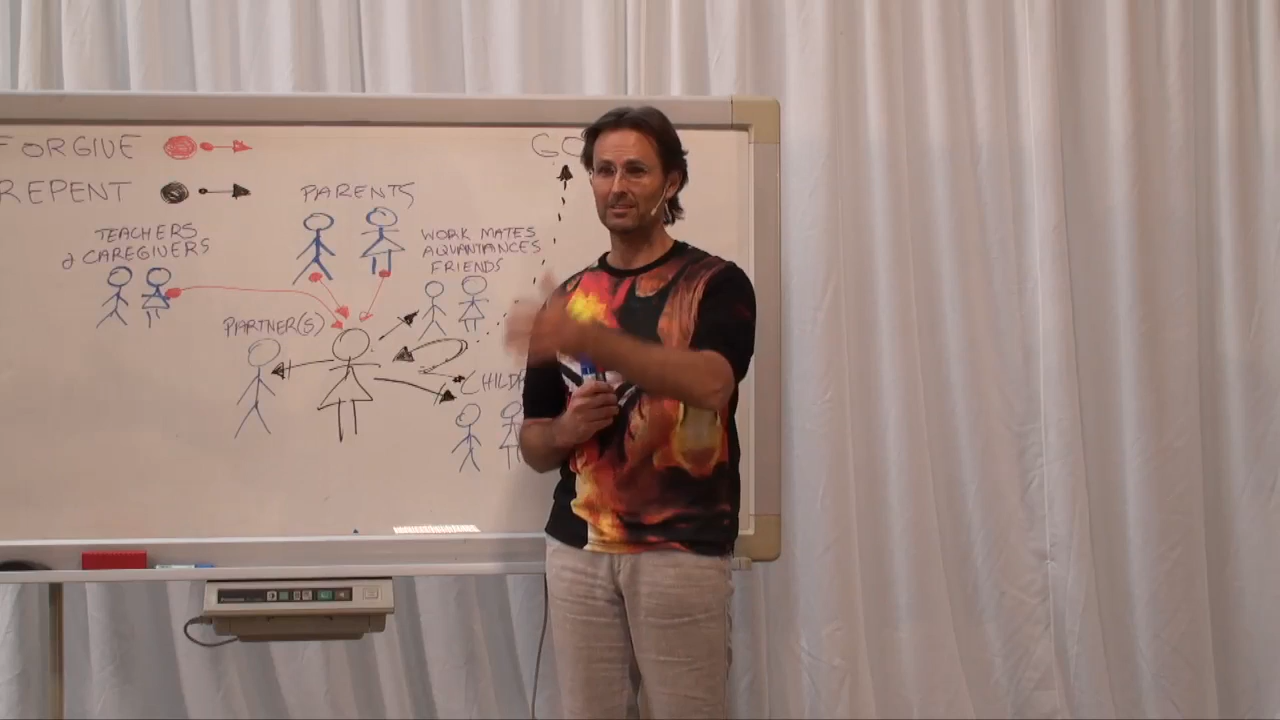 FORGIVE
REPENT
PARENTS
TEACHERS
& CAREGIVERS
WORK MATES
AQUANTANCES
FRIENDS
PARTNER(S)